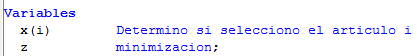 Variables
x(i) Determino si selecciono el articulo i
z minimizacion;